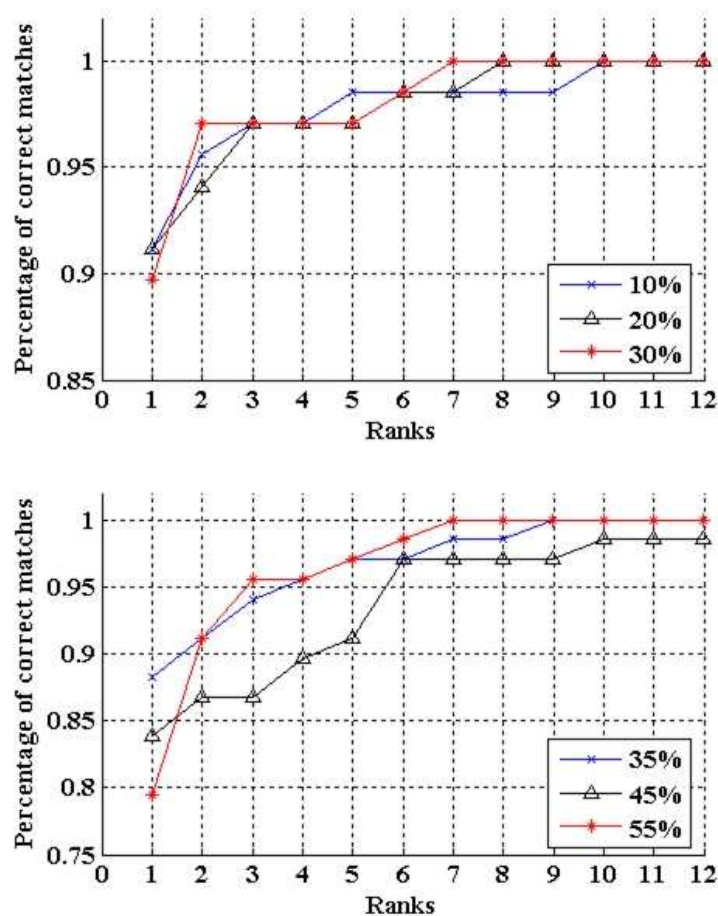 Percentage of correct matches
1
0.95
0.9
0.85
0 1 2 3 4 5 6 7 8 9 10 11 12
Ranks
10%
20%
30%
Percentage of correct matches
1
0.95
0.9
0.85
0.8
0.75
0 1 2 3 4 5 6 7 8 9 10 11 12
Ranks
35%
45%
55%